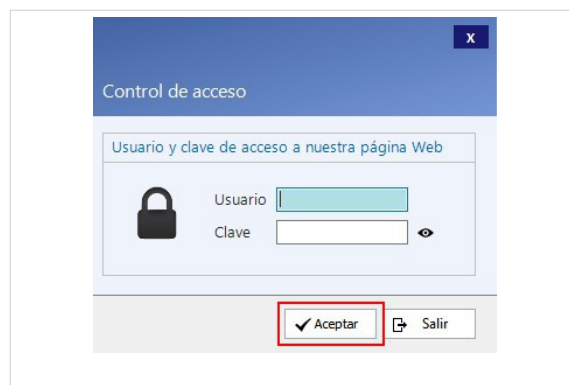 x
Control de acceso
Usuario y clave de acceso a nuestra página Web
Usuario
Clave
Aceptar
Salir